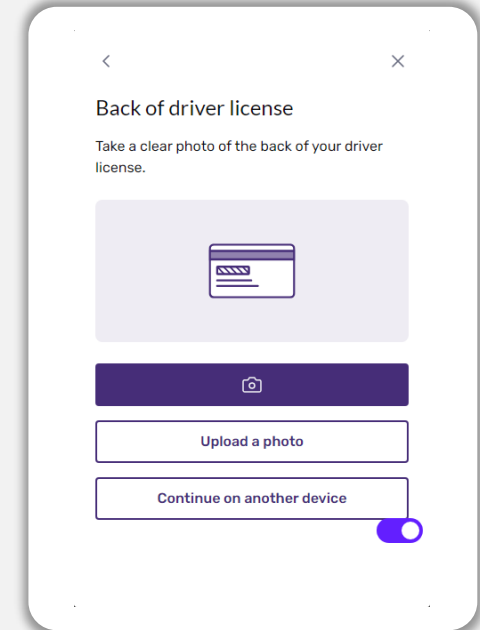 Back of driver license
Take a clear photo of the back of your driver
license.
Upload a photo
Continue on another device